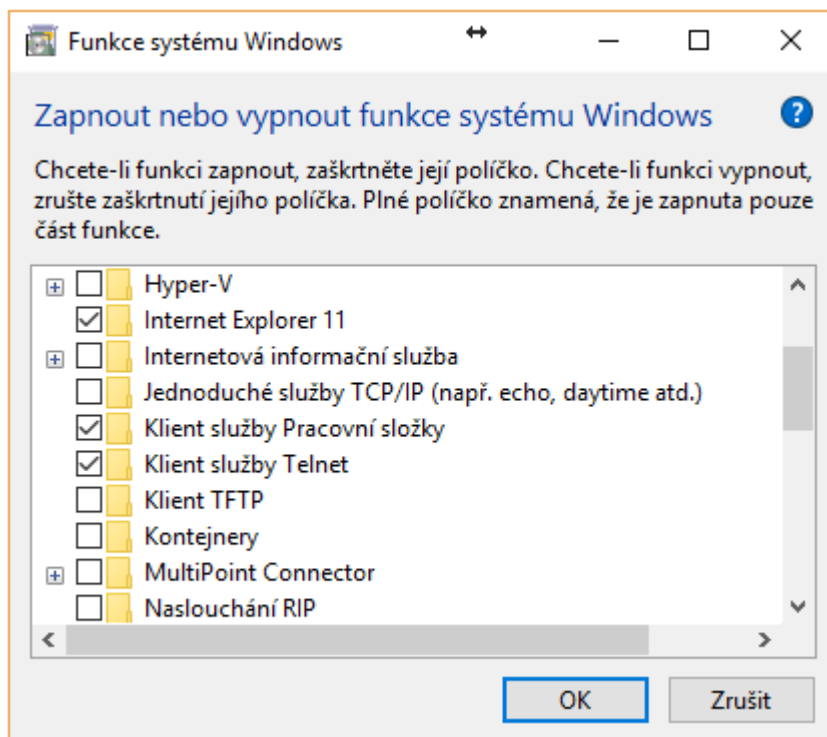 Funkce systému Windows
Zapnout nebo vypnout funkce systému Windows
?
Chcete-li funkci zapnout, zaškrtněte její políčko. Chcete-li funkci vypnout,
zrušte zaškrtnutí jejího políčka. Plné políčko znamená, že je zapnuta pouze
část funkce.
Hyper-V
Internet Explorer 11
Internetová informační služba
Jednoduché služby TCP/IP (např. echo, daytime atd.)
Klient služby Pracovní složky
Klient služby Telnet
Klient TFTP
Kontejnery
MultiPoint Connector
Naslouchání RIP
OK
Zrušit